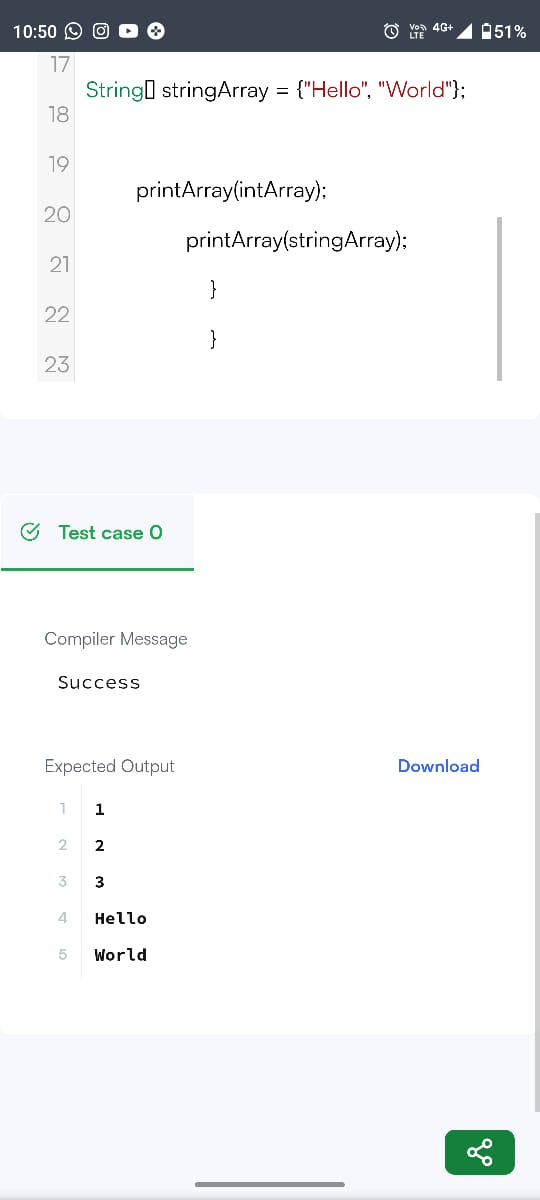 10:50 VoD LTE 4G+ 51%
17
String[] stringArray = {"Hello", "World"};
18
19
printArray(intArray);
20
printArray(stringArray);
21
}
22
}
23
Test case 0
Compiler Message
Success
Expected Output Download
1 1
2 2
3 3
4 Hello
5 World